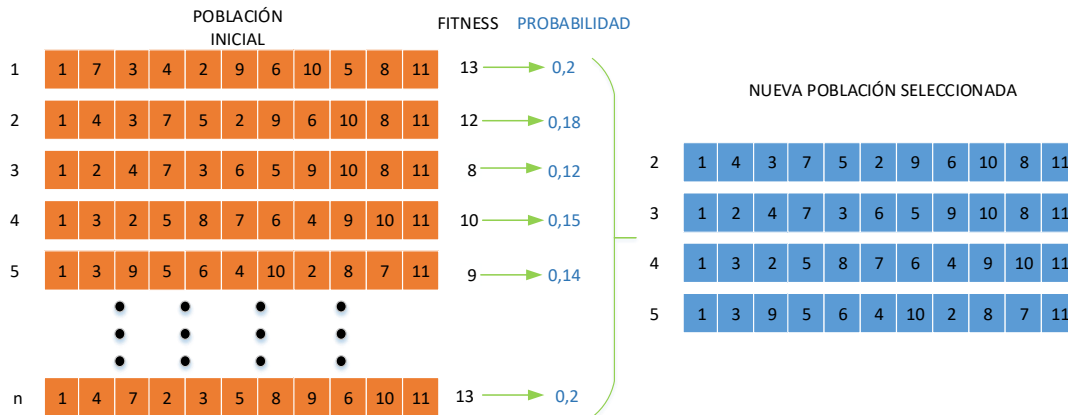 POBLACIÓN
INICIAL
FITNESS PROBABILIDAD
1 1 7 3 4 2 9 6 10 5 8 11 13 0,2
2 1 4 3 7 5 2 9 6 10 8 11 12 0,18
3 1 2 4 7 3 6 5 9 10 8 11 8 0,12
4 1 3 2 5 8 7 6 4 9 10 11 10 0,15
5 1 3 9 5 6 4 10 2 8 7 11 9 0,14
n 1 4 7 2 3 5 8 9 6 10 11 13 0,2
NUEVA POBLACIÓN SELECCIONADA
2 1 4 3 7 5 2 9 6 10 8 11
3 1 2 4 7 3 6 5 9 10 8 11
4 1 3 2 5 8 7 6 4 9 10 11
5 1 3 9 5 6 4 10 2 8 7 11